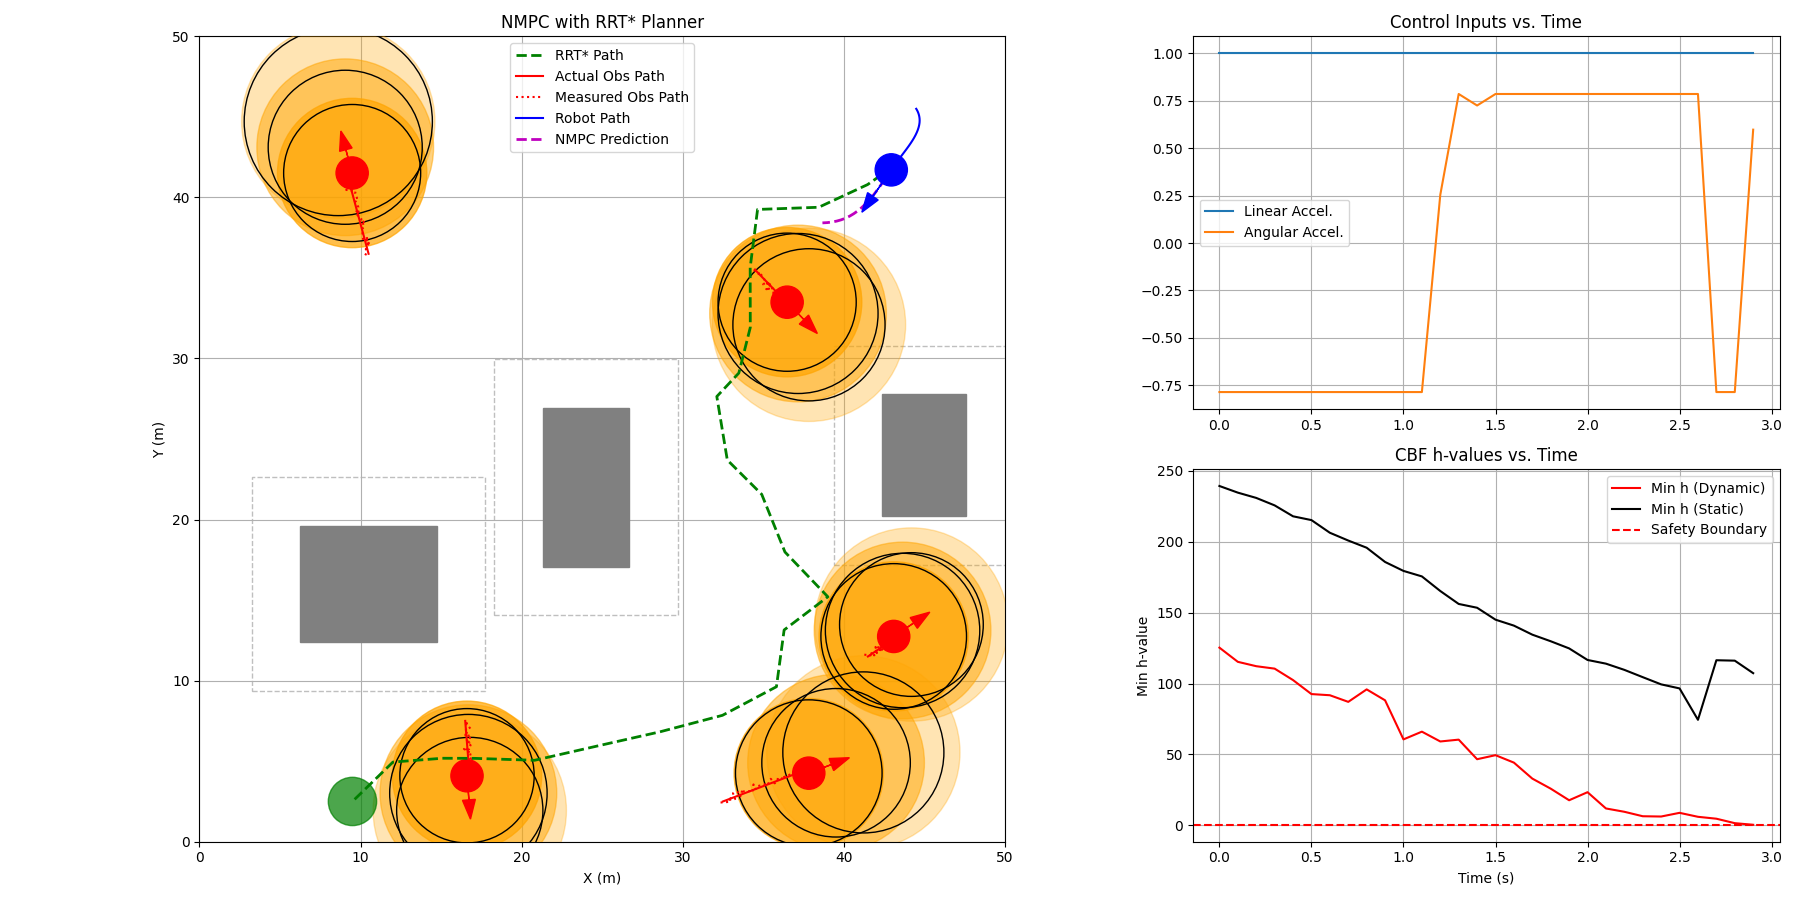 NMPC with RRT* Planner
50
40
30
20
10
0
Y (m)
0 10 20 30 40 50
X (m)
RRT* Path
Actual Obs Path
Measured Obs Path
Robot Path
NMPC Prediction
Control Inputs vs. Time
1.00
0.75
0.50
0.25
0.00
−0.25
−0.50
−0.75
Linear Accel.
Angular Accel.
0.0 0.5 1.0 1.5 2.0 2.5 3.0
CBF h-values vs. Time
250
200
150
100
50
0
Min h-value
Min h (Dynamic)
Min h (Static)
Safety Boundary
0.0 0.5 1.0 1.5 2.0 2.5 3.0
Time (s)